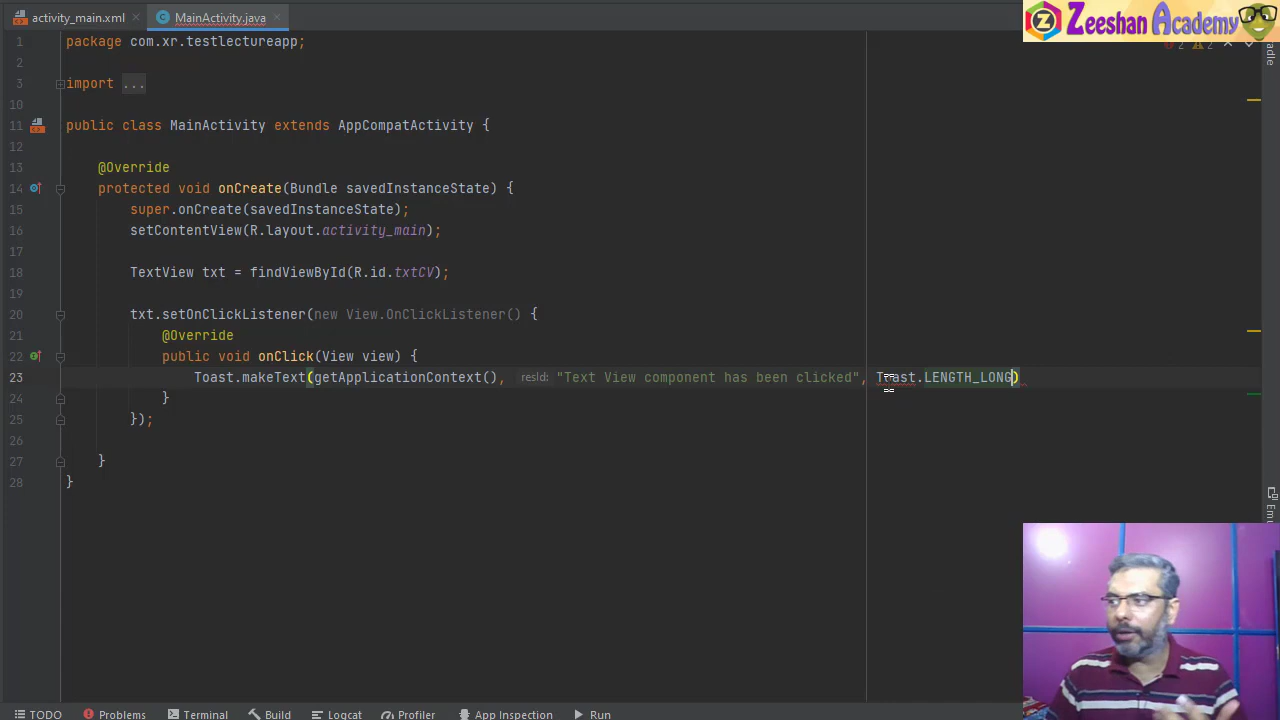 activity_main.xml
MainActivity.java
Zeeshan Academy
2 2
1 package com.xr.testlectureapp;
2
3 import ...
10
11 public class MainActivity extends AppCompatActivity {
12
13 @Override
14 protected void onCreate(Bundle savedInstanceState) {
15 super.onCreate(savedInstanceState);
16 setContentView(R.layout.activity_main);
17
18 TextView txt = findViewById(R.id.txtCV);
19
20 txt.setOnClickListener(new View.OnClickListener() {
21 @Override
22 public void onClick(View view) {
23 Toast.makeText(getApplicationContext(), resId: "Text View component has been clicked", Toast.LENGTH_LONG)
24 }
25 });
26
27 }
28 }
TODO Problems Terminal Build Logcat Profiler App Inspection Run